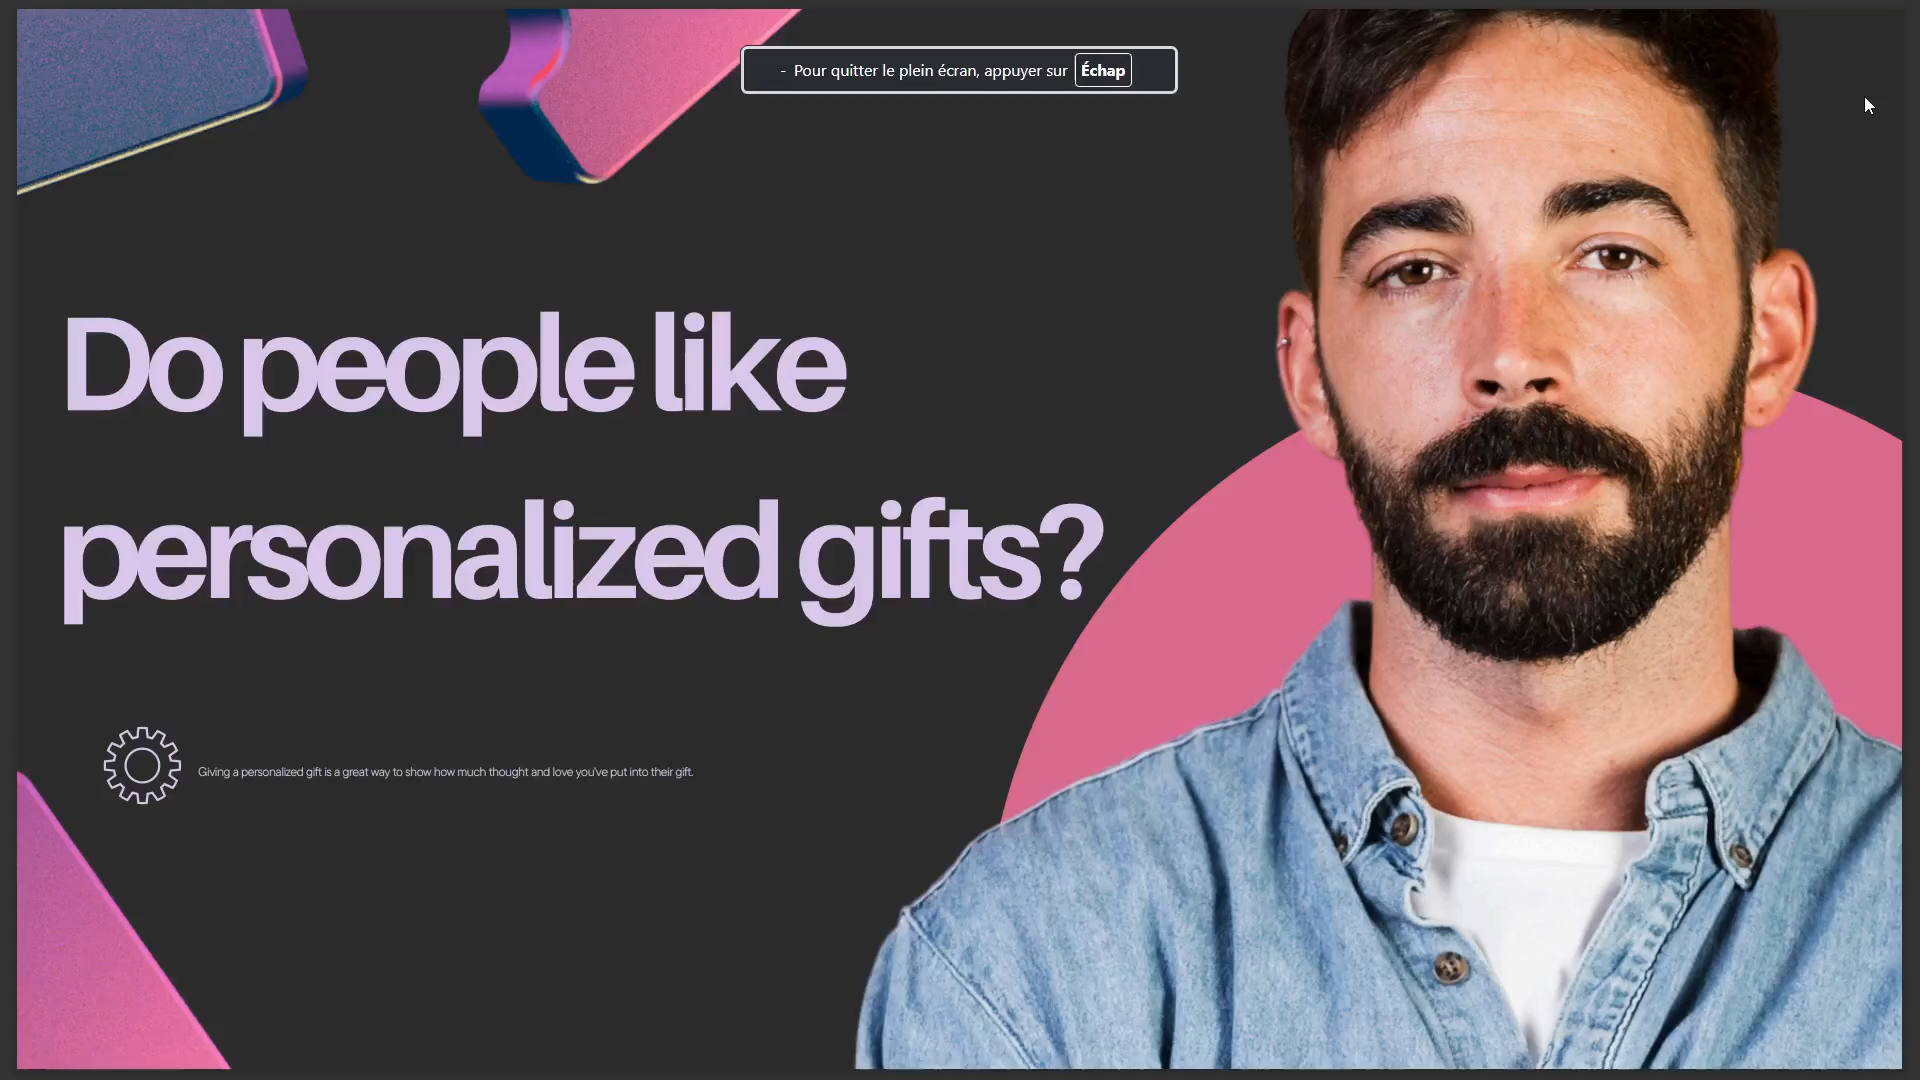 - Pour quitter le plein écran, appuyer sur Échap
Do people like
personalized gifts?
Giving a personalized gift is a great way to show how much thought and love you've put into their gift.